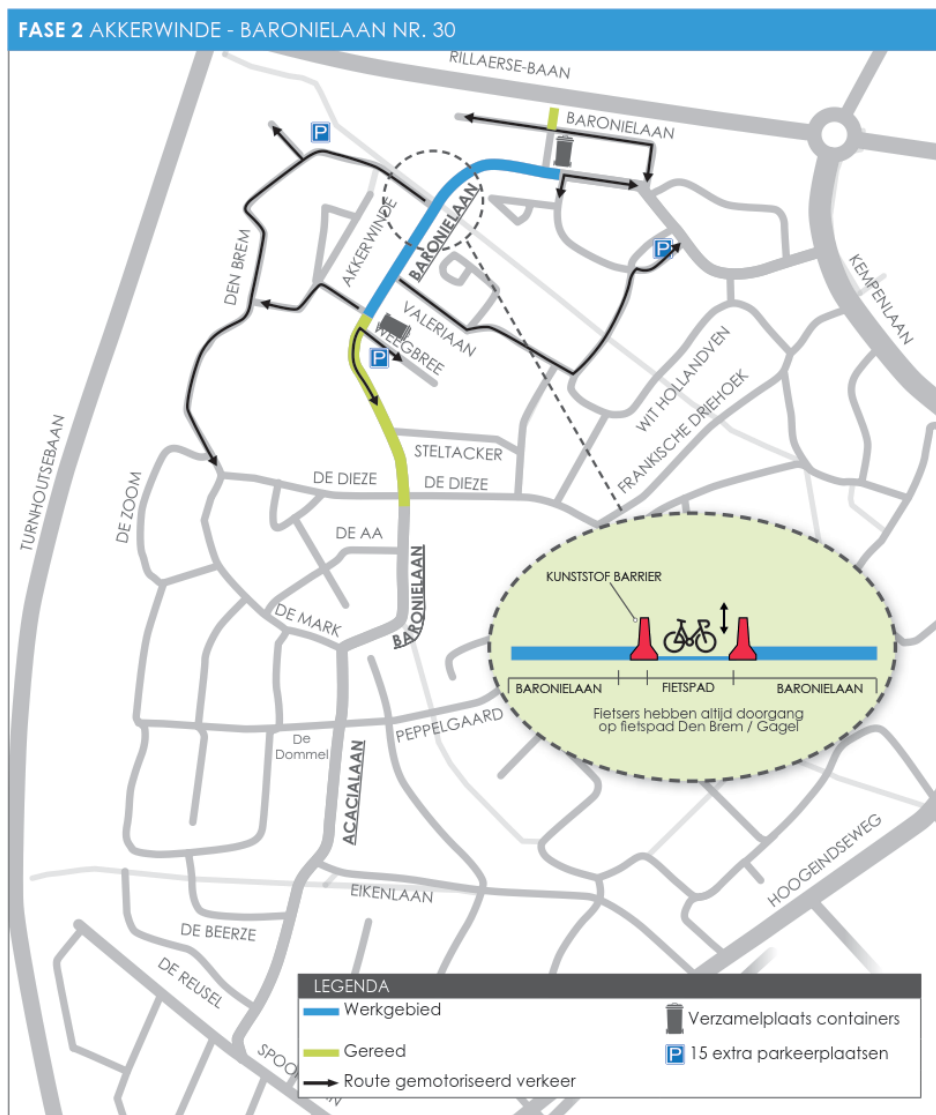 FASE 2 AKKERWINDE - BARONIELAAN NR. 30
RILLAERSE-BAAN
P
BARONIELAAN
AKKERWINDE
BARONIELAAN
DEN BREM
P
KEMPENLAAN
VALERIAAN
WEEGBREE
P
WIT HOLLANDVEN
FRANKISCHE DRIEHOEK
TURNHOUTSEBAAN
STELTACKER
DE ZOOM
DE DIEZE
DE DIEZE
DE AA
BARONIELAAN
DE MARK
KUNSTSTOF BARRIER
BARONIELAAN
FIETSPAD
BARONIELAAN
Fietsers hebben altijd doorgang
op fietspad Den Brem / Gagel
PEPPELGAARD
De
Dommel
ACACIALAAN
HOOGEINDSEWEG
EIKENLAAN
DE BEERZE
DE REUSEL
LEGENDA
Werkgebied
Verzamelplaats containers
Gereed
P 15 extra parkeerplaatsen
Route gemotoriseerd verkeer